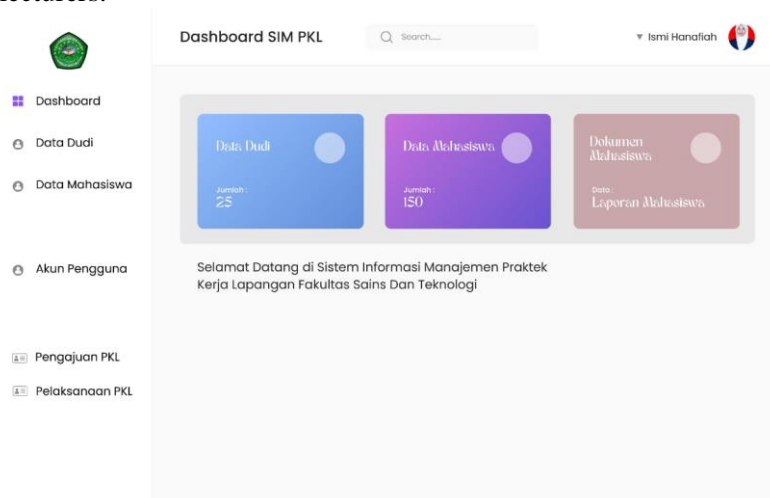 lecturers.
Dashboard SIM PKL
Search.....
Ismi Hanafiah
Dashboard
Data Dudi
Data Mahasiswa
Akun Pengguna
Pengajuan PKL
Pelaksanaan PKL
Data Dudi
Jumlah :
25
Data Mahasiswa
Jumlah :
150
Dokumen
Mahasiswa
Data :
Laporan Mahasiswa
Selamat Datang di Sistem Informasi Manajemen Praktek
Kerja Lapangan Fakultas Sains Dan Teknologi